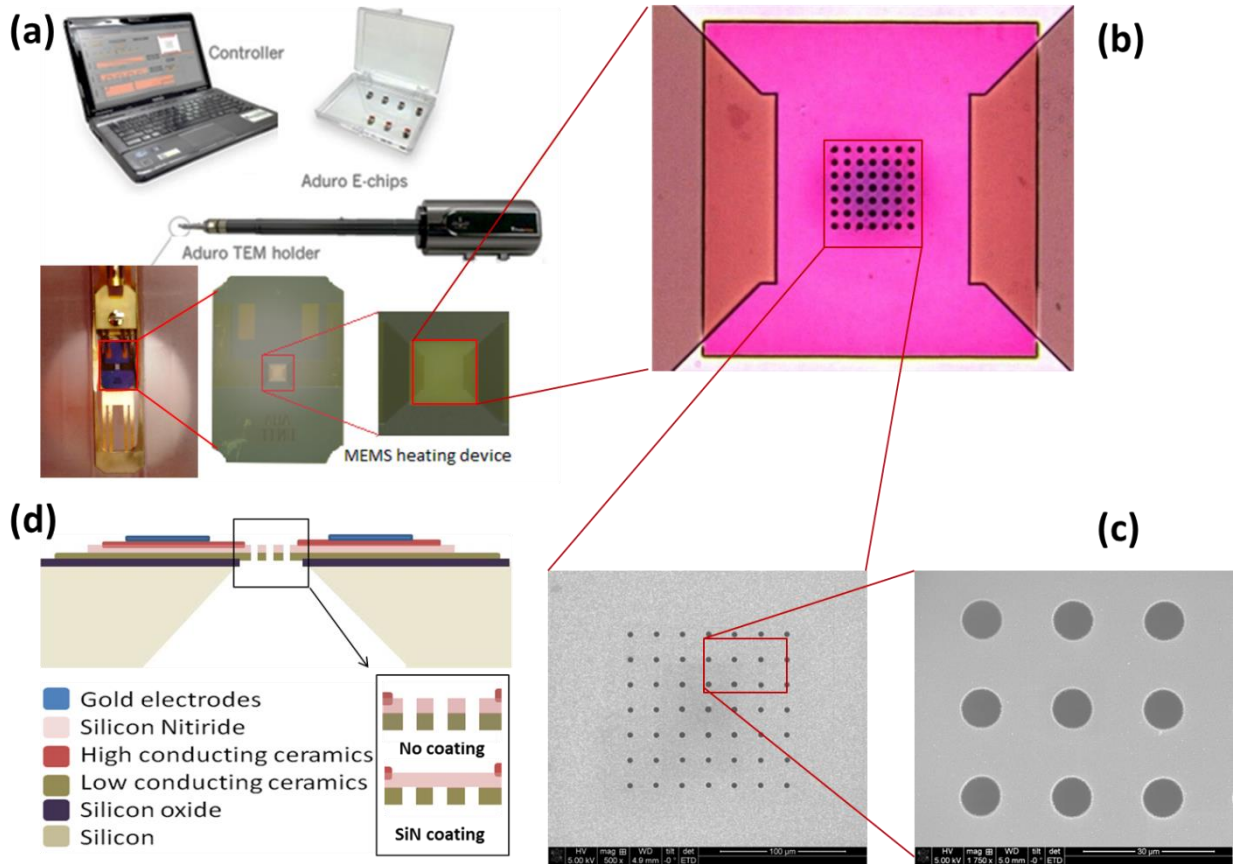 (a)
Controller
Aduro E-chips
Aduro TEM holder
MEMS heating device
(b)
(c)
(d)
Gold electrodes
Silicon Nitiride
High conducting ceramics
Low conducting ceramics
Silicon oxide
Silicon
No coating
SiN coating
HV mag WD tilt det
5.00 kV 500 x 4.9 mm -0 ° ETD
100 µm
HV mag WD tilt det
5.00 kV 1 750 x 5.0 mm -0 ° ETD
30 µm